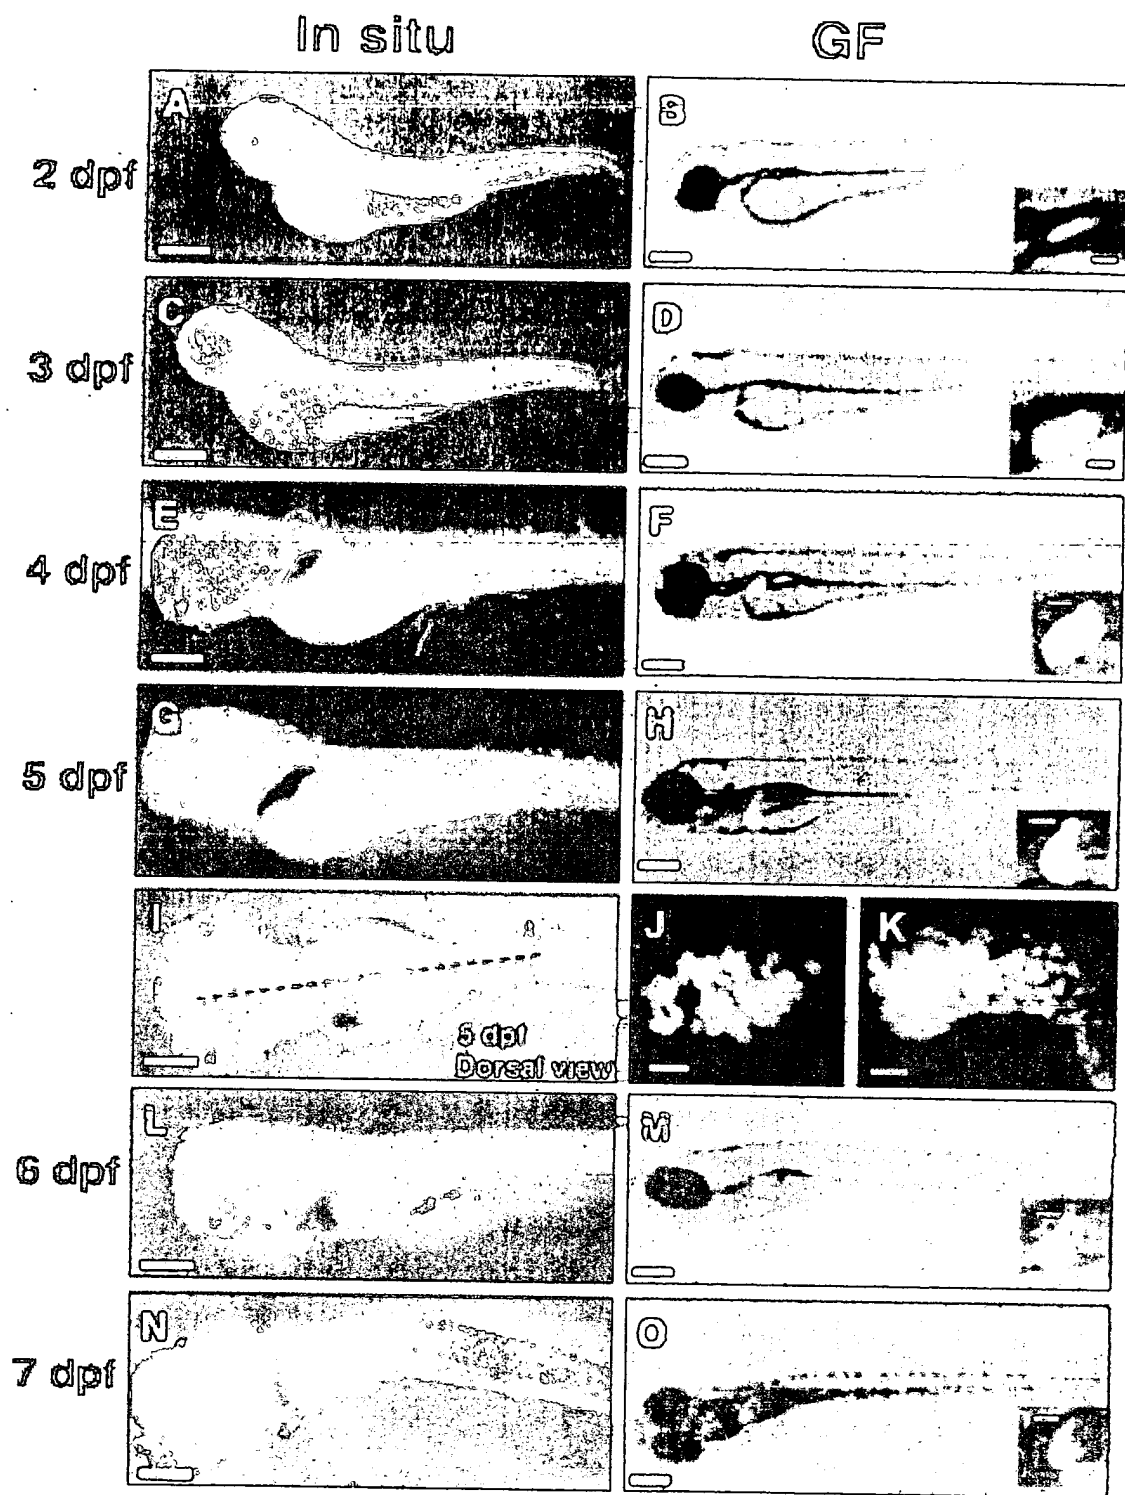 In situ GF
A B
2 dpf
C D
3 dpf
E F
4 dpf
G H
5 dpf
I J K
5 dpf
Dorsal view
L M
6 dpf
N O
7 dpf